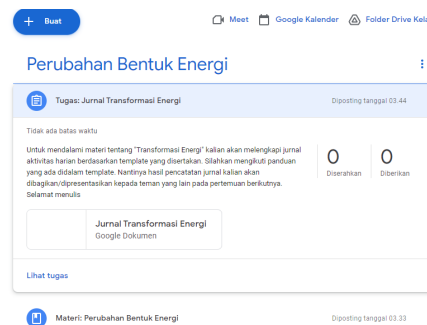 Buat
Meet
Google Kalender
Folder Drive Kela
Perubahan Bentuk Energi
Tugas: Jurnal Transformasi Energi
Diposting tanggal 03.44
Tidak ada batas waktu
Untuk mendalami materi tentang "Transformasi Energi" kalian akan melengkapi jurnal
aktivitas harian berdasarkan template yang disertakan. Silahkan mengikuti panduan
yang ada didalam template. Nantinya hasil pencatatan jurnal kalian akan
dibagikan/dipresentasikan kepada teman yang lain pada pertemuan berikutnya.
Selamat menulis
0
Diserahkan
0
Diberikan
Jurnal Transformasi Energi
Google Dokumen
Lihat tugas
Materi: Perubahan Bentuk Energi
Diposting tanggal 03.33